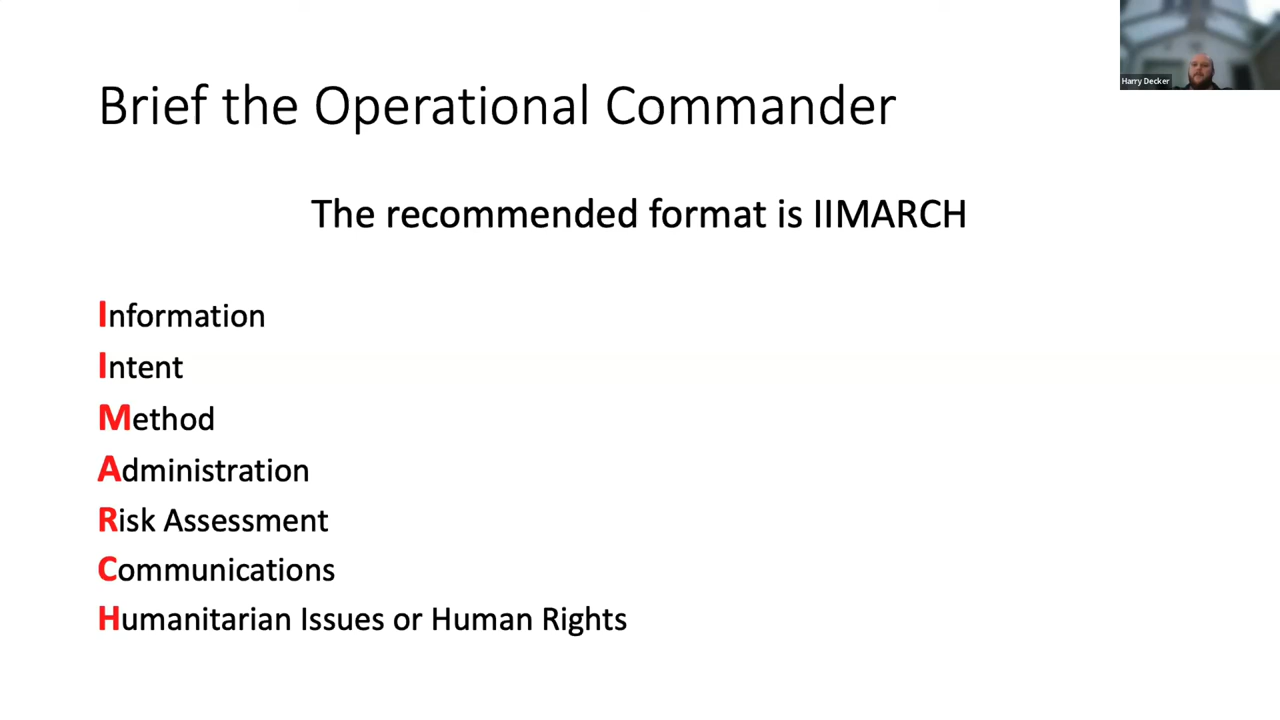 Harry Decker
Brief the Operational Commander
The recommended format is IIMARCH
Information
Intent
Method
Administration
Risk Assessment
Communications
Humanitarian Issues or Human Rights